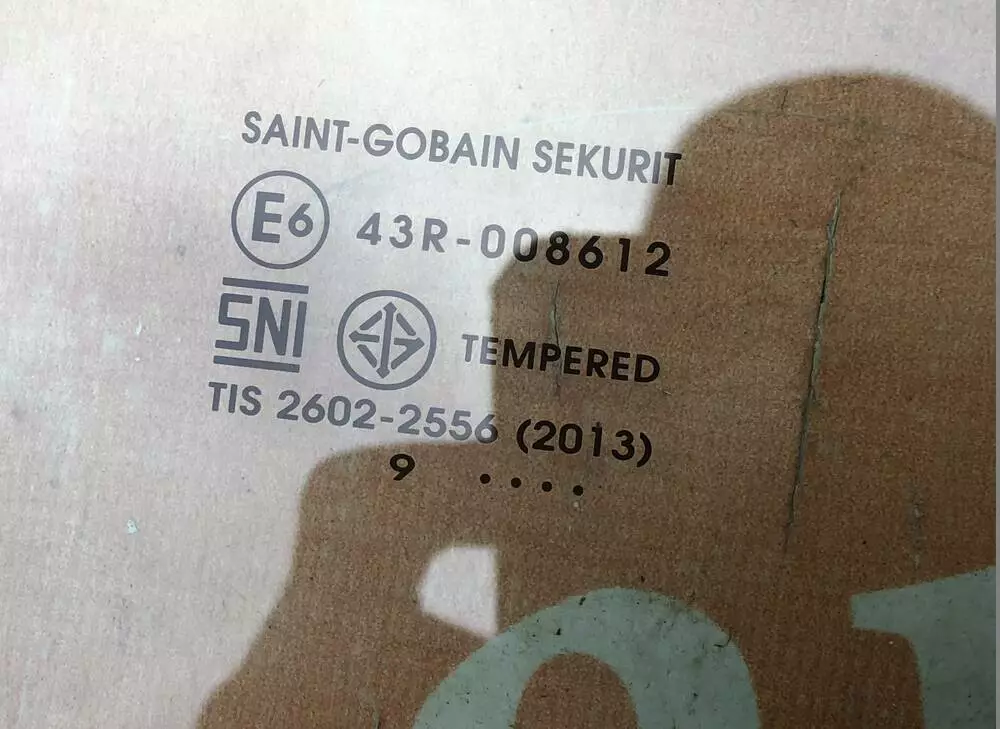 SAINT-GOBAIN SEKURIT
E6 43R-008612
SNI TEMPERED
TIS 2602-2556 (2013)
9 ....